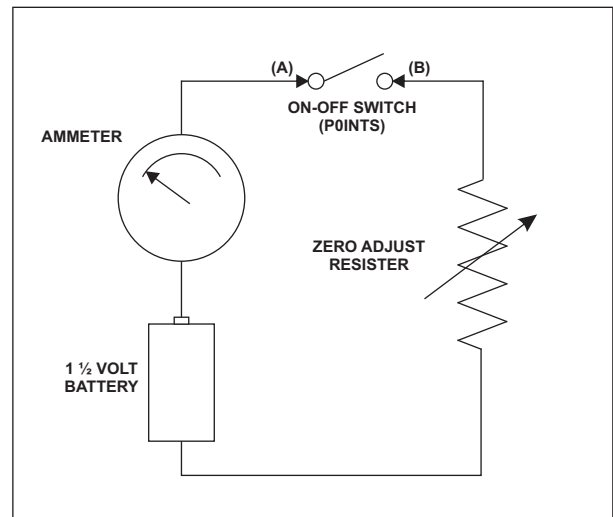 (A)
(B)
ON-OFF SWITCH
(P0INTS)
AMMETER
ZERO ADJUST
RESISTER
1 ½ VOLT
BATTERY